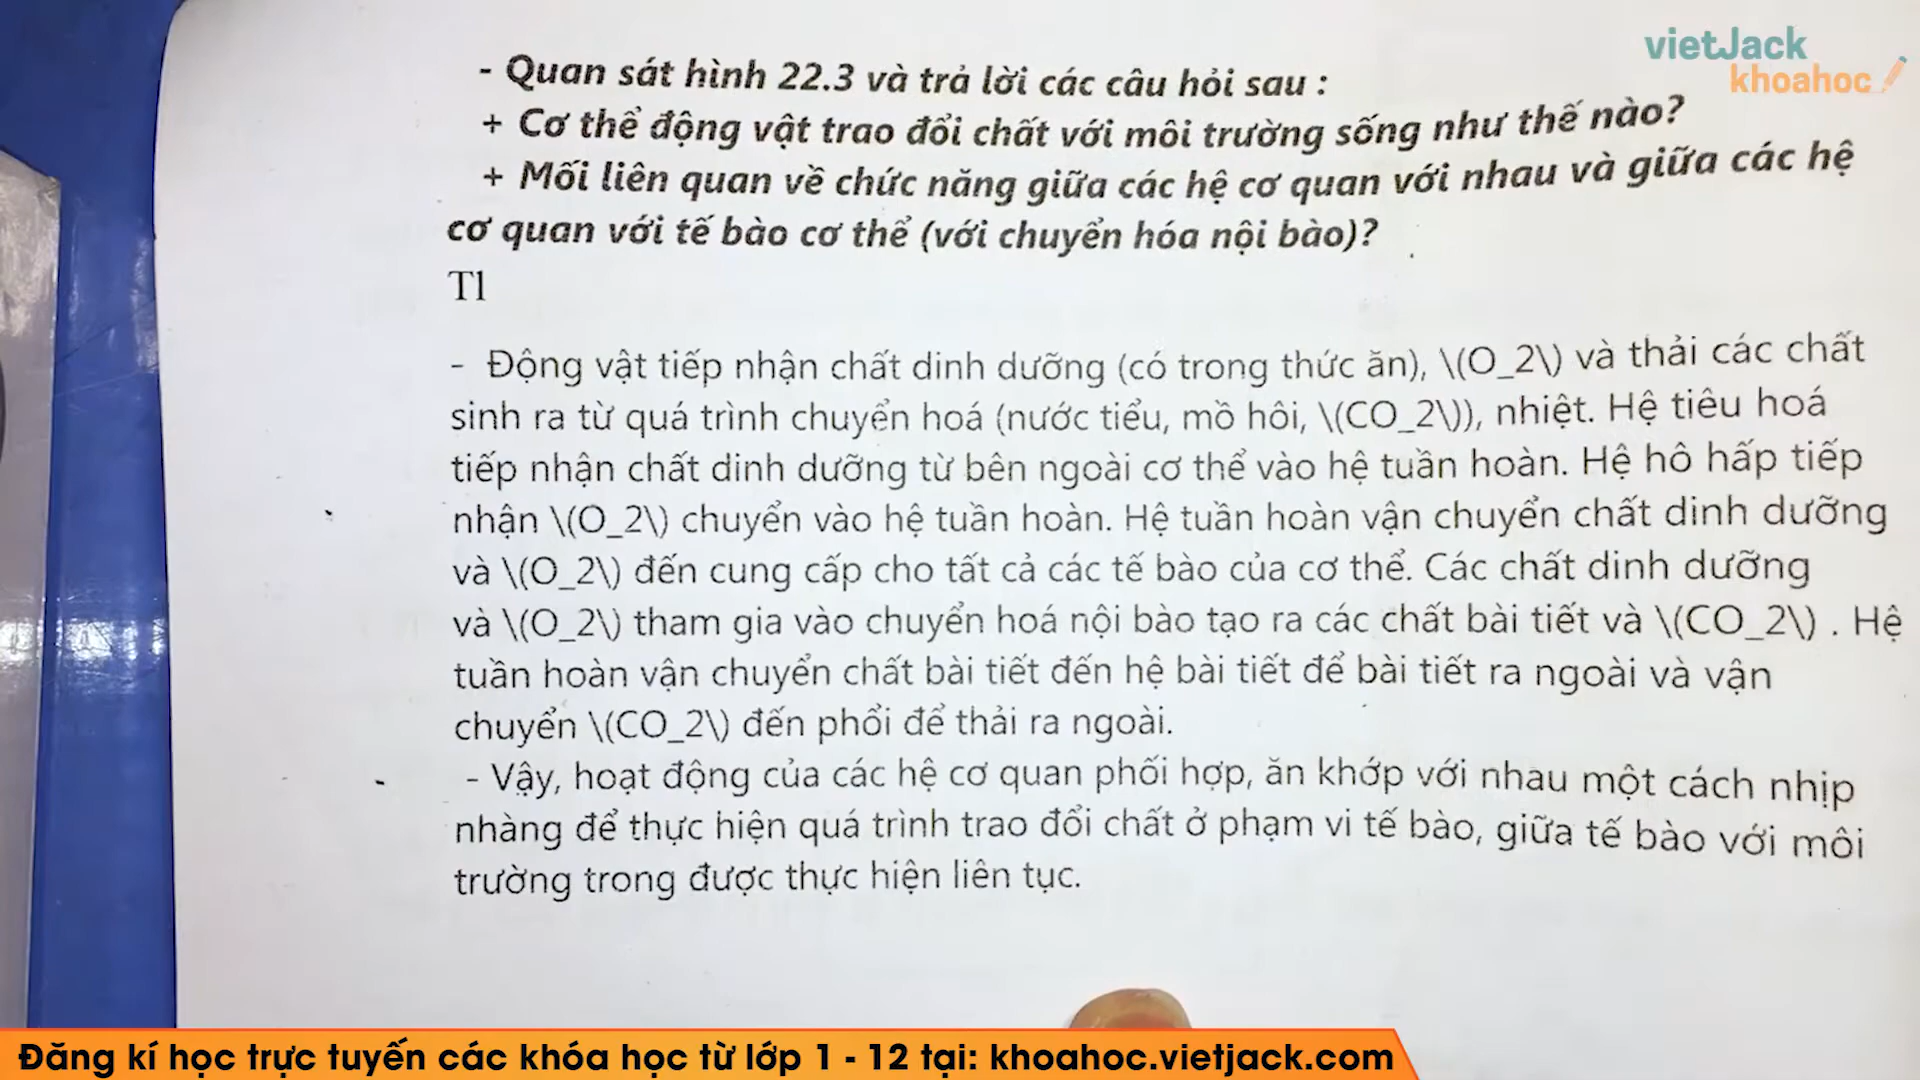 vietJack
khoahoc
- Quan sát hình 22.3 và trả lời các câu hỏi sau :
+ Cơ thể động vật trao đổi chất với môi trường sống như thế nào?
+ Mối liên quan về chức năng giữa các hệ cơ quan với nhau và giữa các hệ
cơ quan với tế bào cơ thể (với chuyển hóa nội bào)?
Tl
- Động vật tiếp nhận chất dinh dưỡng (có trong thức ăn), \(O_2\) và thải các chất
sinh ra từ quá trình chuyển hoá (nước tiểu, mồ hôi, \(CO_2\)), nhiệt. Hệ tiêu hoá
tiếp nhận chất dinh dưỡng từ bên ngoài cơ thể vào hệ tuần hoàn. Hệ hô hấp tiếp
nhận \(O_2\) chuyển vào hệ tuần hoàn. Hệ tuần hoàn vận chuyển chất dinh dưỡng
và \(O_2\) đến cung cấp cho tất cả các tế bào của cơ thể. Các chất dinh dưỡng
và \(O_2\) tham gia vào chuyển hoá nội bào tạo ra các chất bài tiết và \(CO_2\) . Hệ
tuần hoàn vận chuyển chất bài tiết đến hệ bài tiết để bài tiết ra ngoài và vận
chuyển \(CO_2\) đến phổi để thải ra ngoài.
- Vậy, hoạt động của các hệ cơ quan phối hợp, ăn khớp với nhau một cách nhịp
nhàng để thực hiện quá trình trao đổi chất ở phạm vi tế bào, giữa tế bào với môi
trường trong được thực hiện liên tục.
Đăng kí học trực tuyến các khóa học từ lớp 1 - 12 tại: khoahoc.vietjack.com